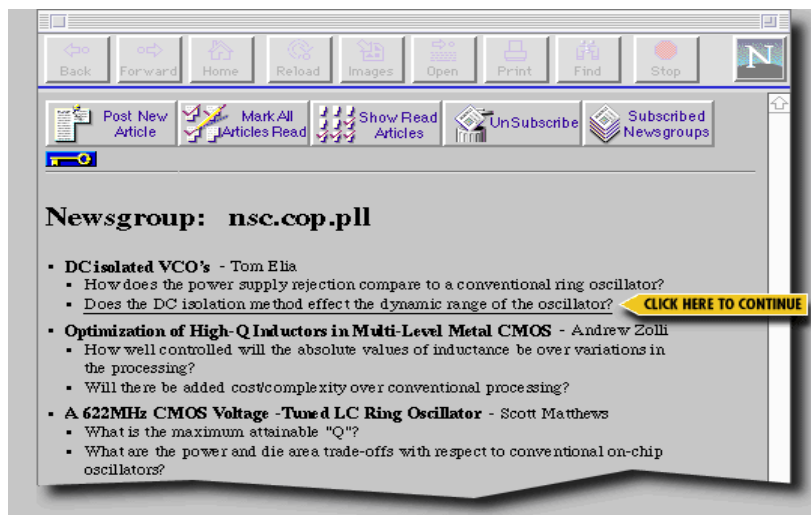 Back Forward Home Reload Images Open Print Find Stop N
Post New Article
Mark All Articles Read
Show Read Articles
UnSubscribe
Subscribed Newsgroups
Newsgroup: nsc.cop.pll
DC isolated VCO's - Tom Elia
How does the power supply rejection compare to a conventional ring oscillator?
Does the DC isolation method effect the dynamic range of the oscillator?
CLICK HERE TO CONTINUE
Optimization of High-Q Inductors in Multi-Level Metal CMOS - Andrew Zolli
How well controlled will the absolute values of inductance be over variations in
the processing?
Will there be added cost/complexity over conventional processing?
A 622MHz CMOS Voltage -Tuned LC Ring Oscillator - Scott Matthews
What is the maximum attainable "Q"?
What are the power and die area trade-offs with respect to conventional on-chip
oscillators?